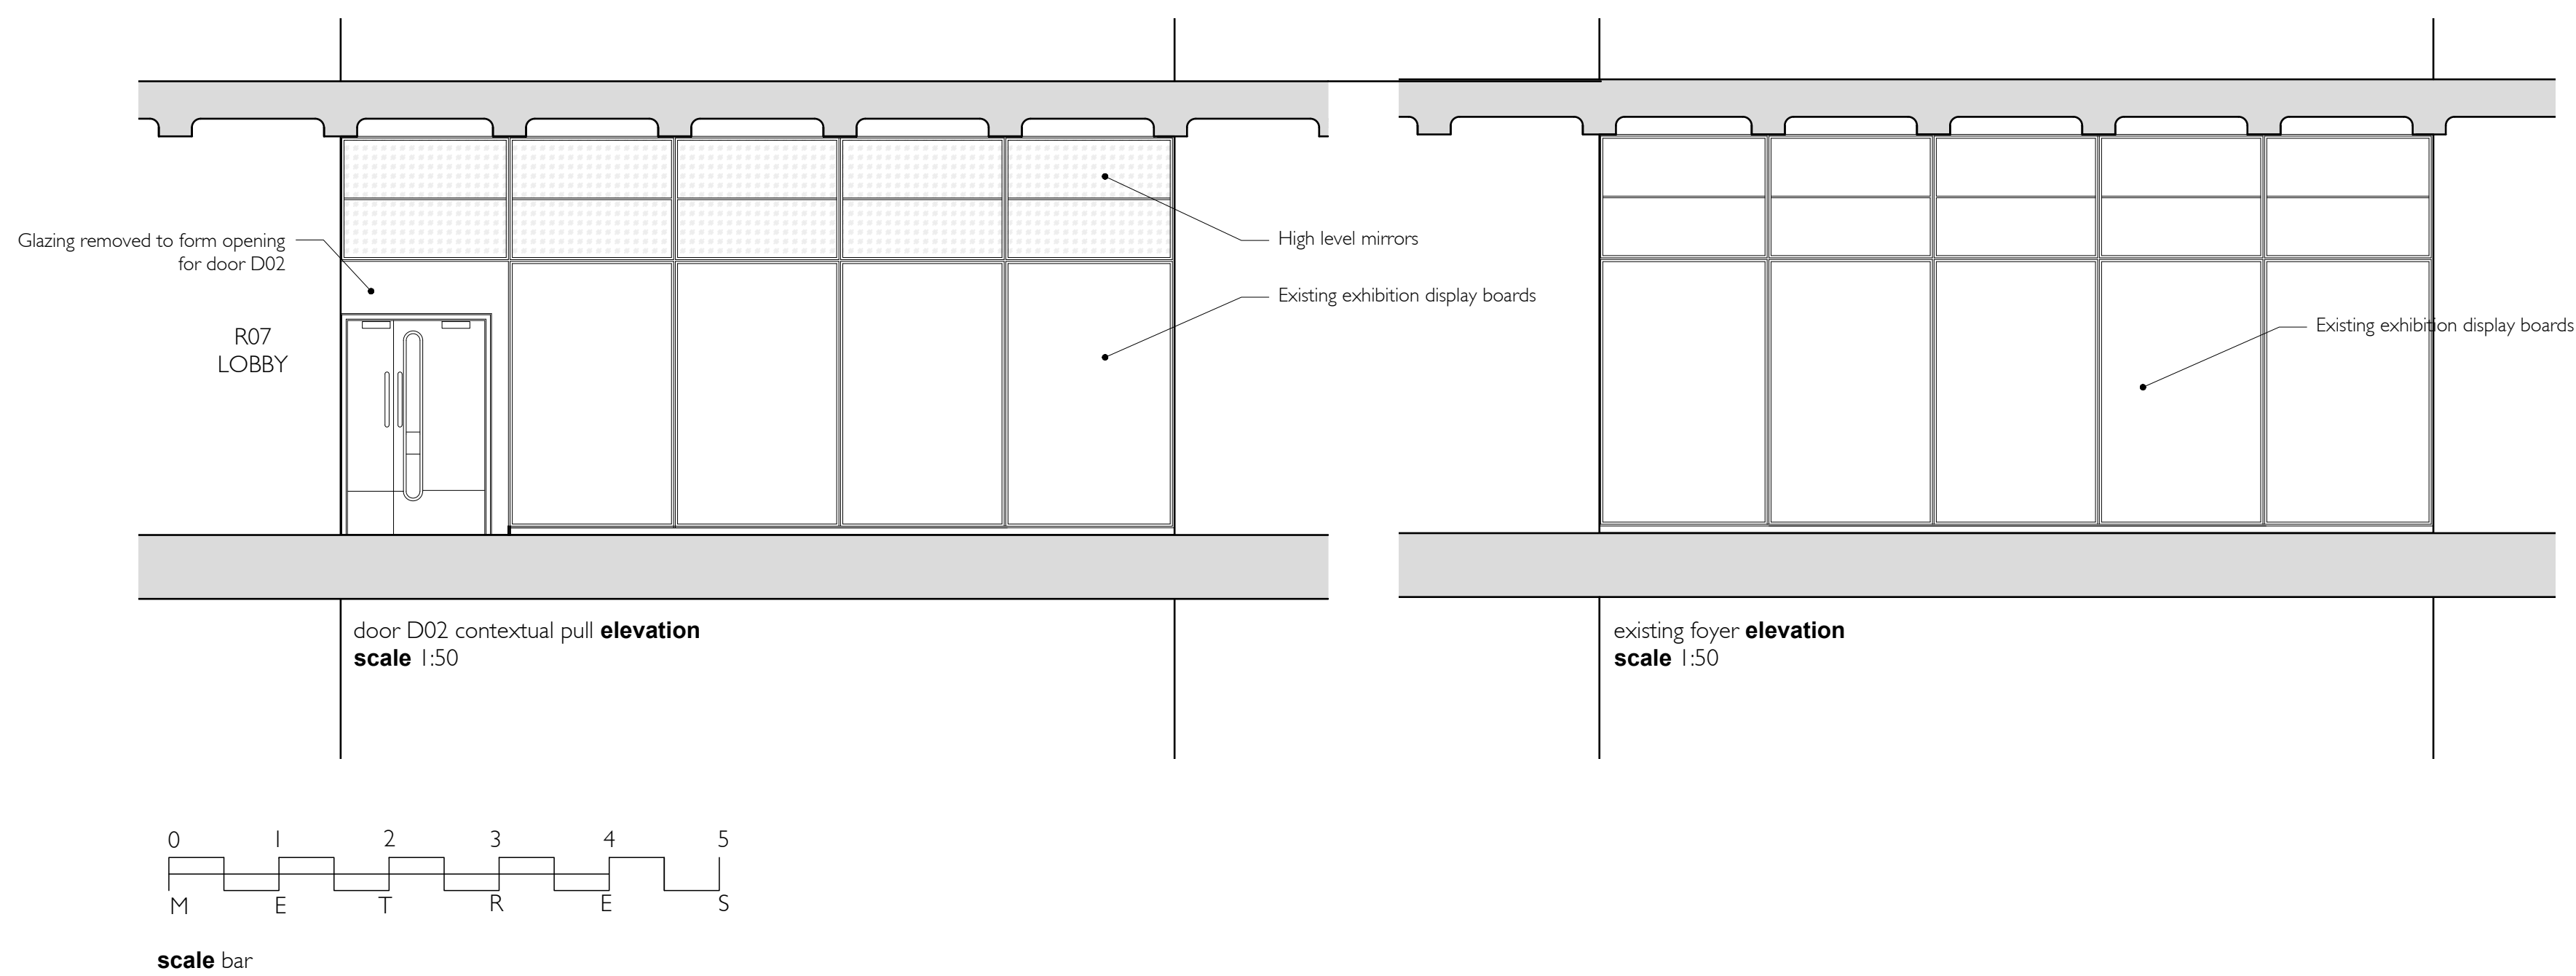 Glazing removed to form opening
for door D02
R07
LOBBY
High level mirrors
Existing exhibition display boards
Existing exhibition display boards
door D02 contextual pull elevation
scale 1:50
existing foyer elevation
scale 1:50
0 1 2 3 4 5
M E T R E S
scale bar